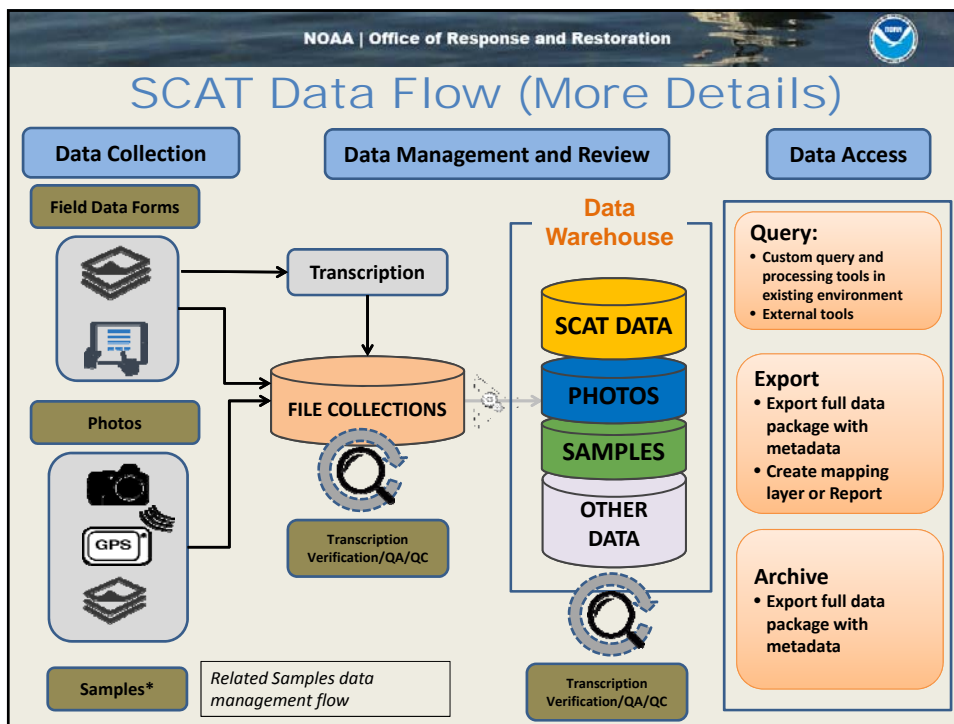 NOAA | Office of Response and Restoration
NOAA
SCAT Data Flow (More Details)
Data Collection
Data Management and Review
Data Access
Field Data Forms
Transcription
Photos
GPS
Samples*
Related Samples data
management flow
FILE COLLECTIONS
Transcription
Verification/QA/QC
Data
Warehouse
SCAT DATA
PHOTOS
SAMPLES
OTHER
DATA
Transcription
Verification/QA/QC
Query:
• Custom query and
processing tools in
existing environment
• External tools
Export
• Export full data
package with
metadata
• Create mapping
layer or Report
Archive
• Export full data
package with
metadata